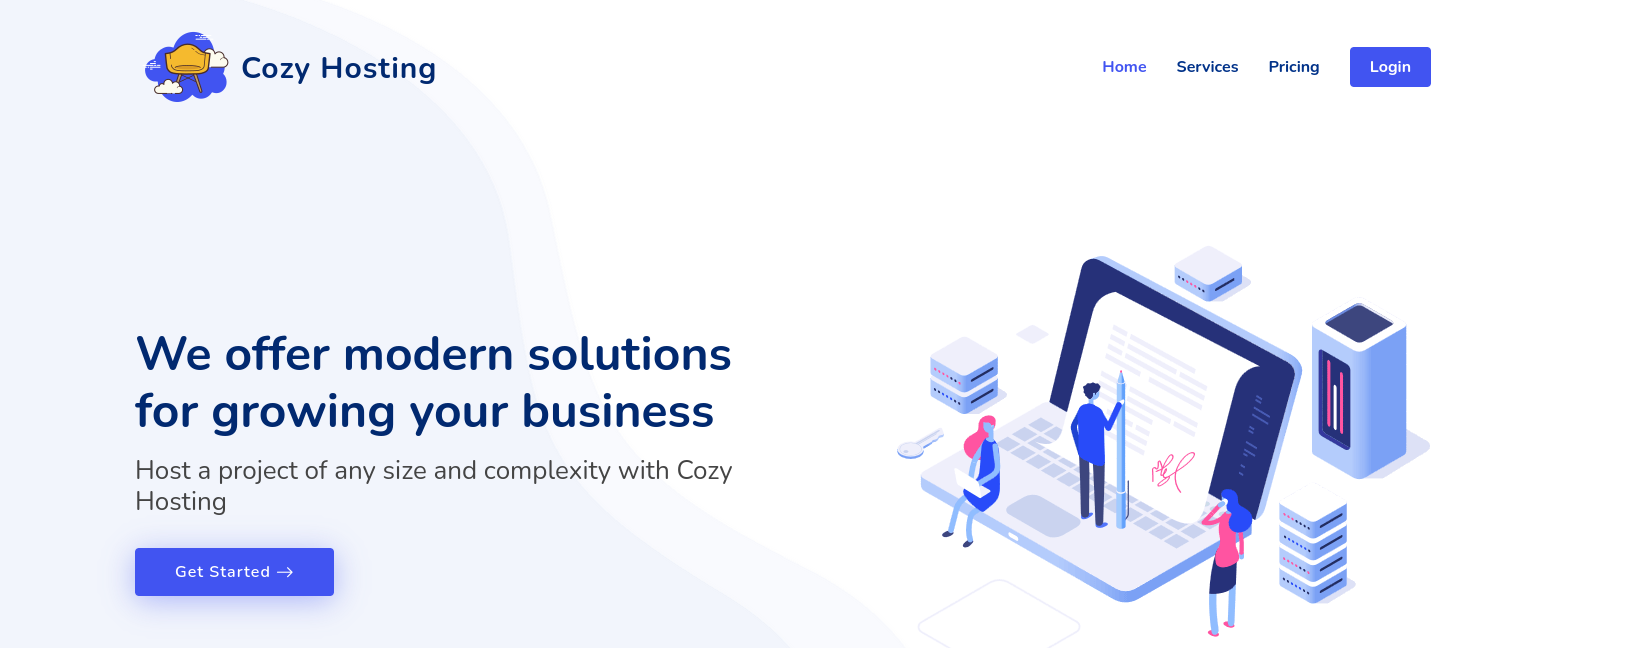 Cozy Hosting
Home Services Pricing Login
We offer modern solutions
for growing your business
Host a project of any size and complexity with Cozy
Hosting
Get Started →